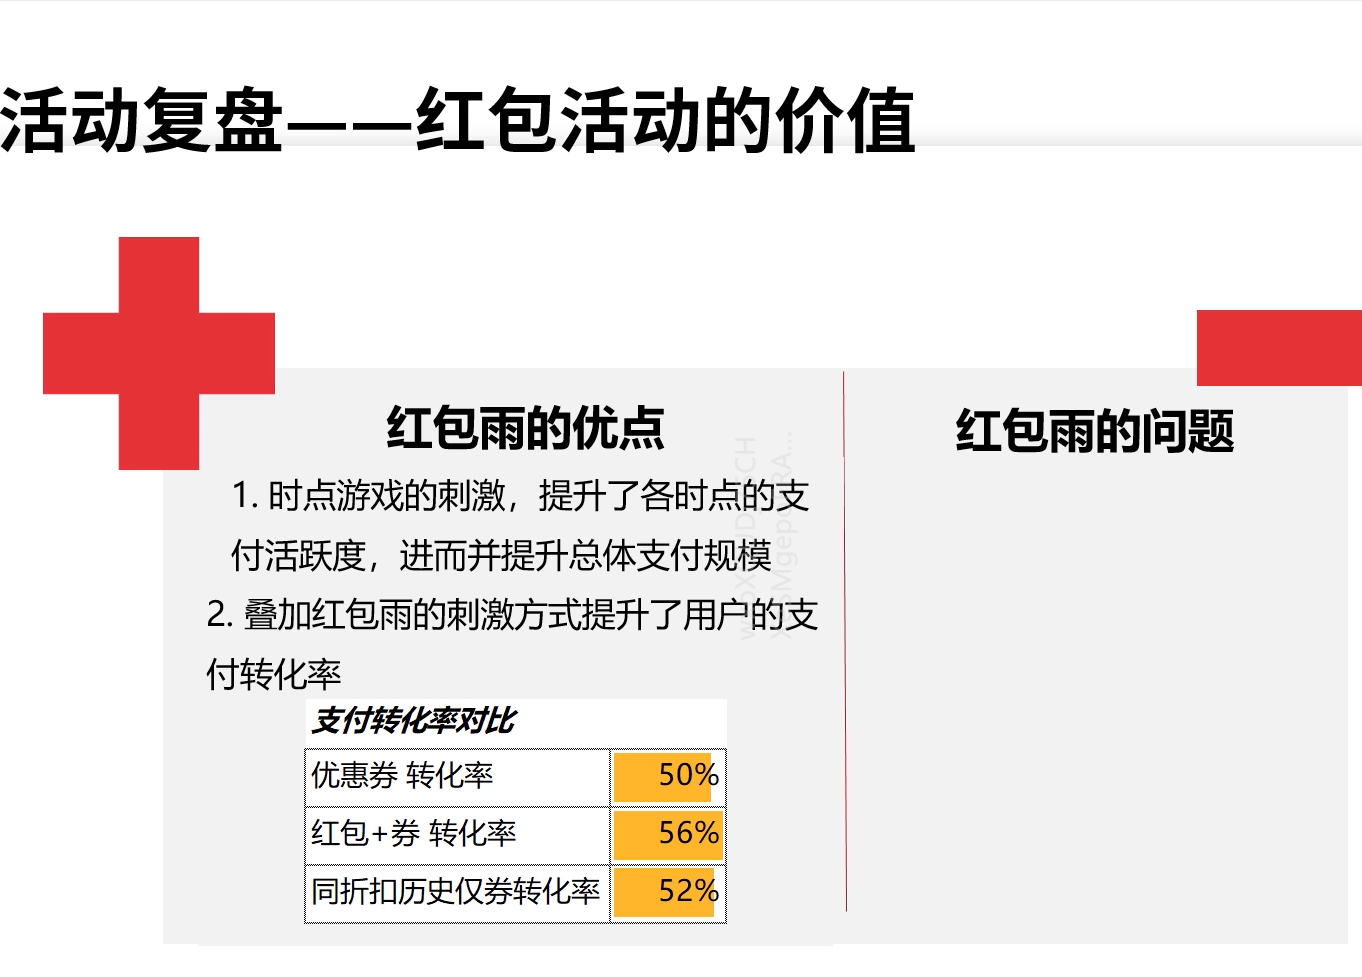 活动复盘——红包活动的价值
红包雨的优点
1. 时点游戏的刺激，提升了各时点的支
付活跃度，进而并提升总体支付规模
2. 叠加红包雨的刺激方式提升了用户的支
付转化率
支付转化率对比
优惠券 转化率 50%
红包+券 转化率 56%
同折扣历史仅券转化率 52%
红包雨的问题